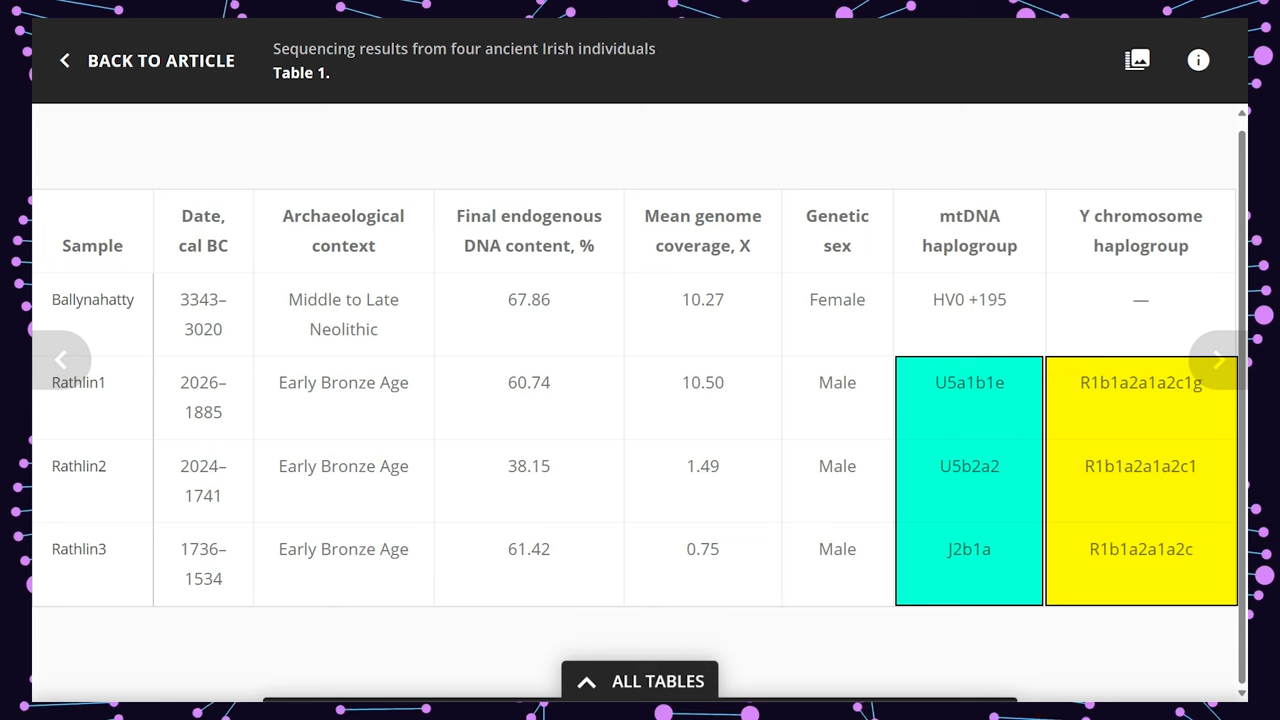 BACK TO ARTICLE
Sequencing results from four ancient Irish individuals
Table 1.
Sample
Date, cal BC
Archaeological context
Final endogenous DNA content, %
Mean genome coverage, X
Genetic sex
mtDNA haplogroup
Y chromosome haplogroup
Ballynahatty 3343–3020 Middle to Late Neolithic 67.86 10.27 Female HV0 +195 —
Rathlin1 2026–1885 Early Bronze Age 60.74 10.50 Male U5a1b1e R1b1a2a1a2c1g
Rathlin2 2024–1741 Early Bronze Age 38.15 1.49 Male U5b2a2 R1b1a2a1a2c1
Rathlin3 1736–1534 Early Bronze Age 61.42 0.75 Male J2b1a R1b1a2a1a2c
ALL TABLES